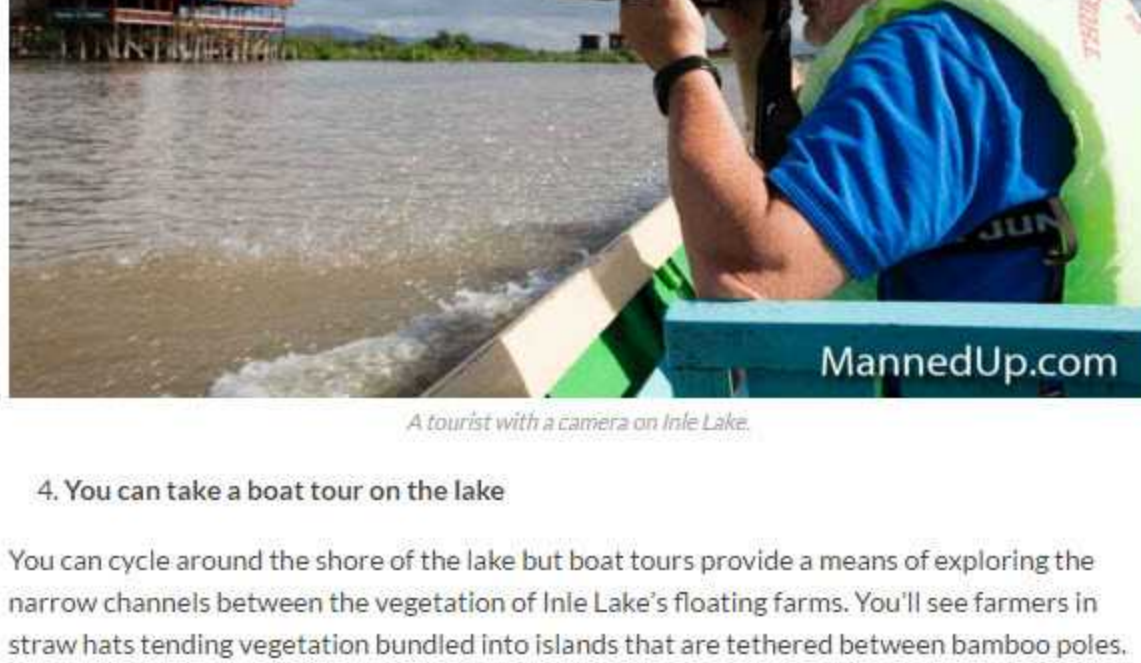 JUN
MannedUp.com
A tourist with a camera on Inle Lake.
4. You can take a boat tour on the lake
You can cycle around the shore of the lake but boat tours provide a means of exploring the
narrow channels between the vegetation of Inle Lake's floating farms. You'll see farmers in
straw hats tending vegetation bundled into islands that are tethered between bamboo poles.